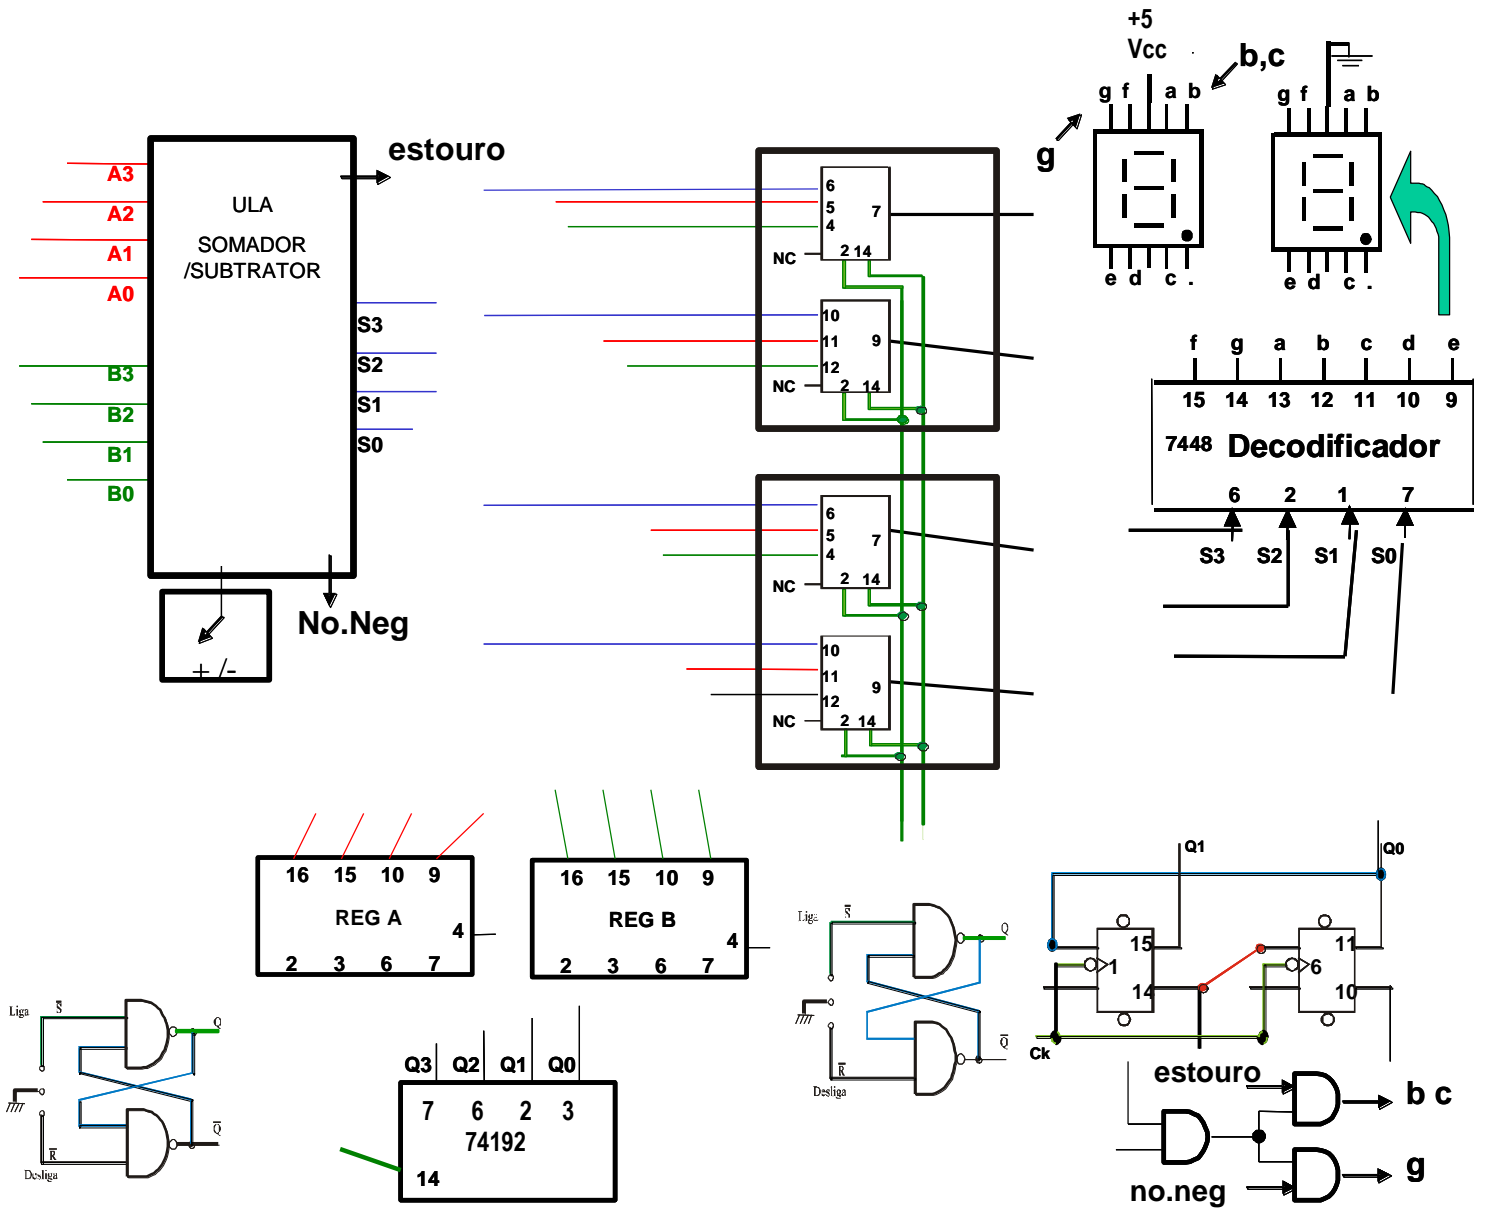 +5
Vcc
b,c
g f a b
g f a b
g
e d c .
e d c .
estouro
A3
A2
A1
A0
B3
B2
B1
B0
ULA
SOMADOR
/SUBTRATOR
S3
S2
S1
S0
No.Neg
+ /-
6
5
4
7
2 14
NC
10
11
12
9
2 14
NC
6
5
4
7
2 14
NC
10
11
12
9
2 14
NC
f g a b c d e
15 14 13 12 11 10 9
7448 Decodificador
6 2 1 7
S3 S2 S1 S0
16 15 10 9
REG A
4
2 3 6 7
16 15 10 9
REG B
4
2 3 6 7
Liga S̅
Q
Q̅
R̅
Desliga
Liga S̅
Q
Q̅
R̅
Desliga
Q3 Q2 Q1 Q0
7 6 2 3
74192
14
Q1 Q0
15 11
1 6
14 10
Ck
estouro
b c
g
no.neg